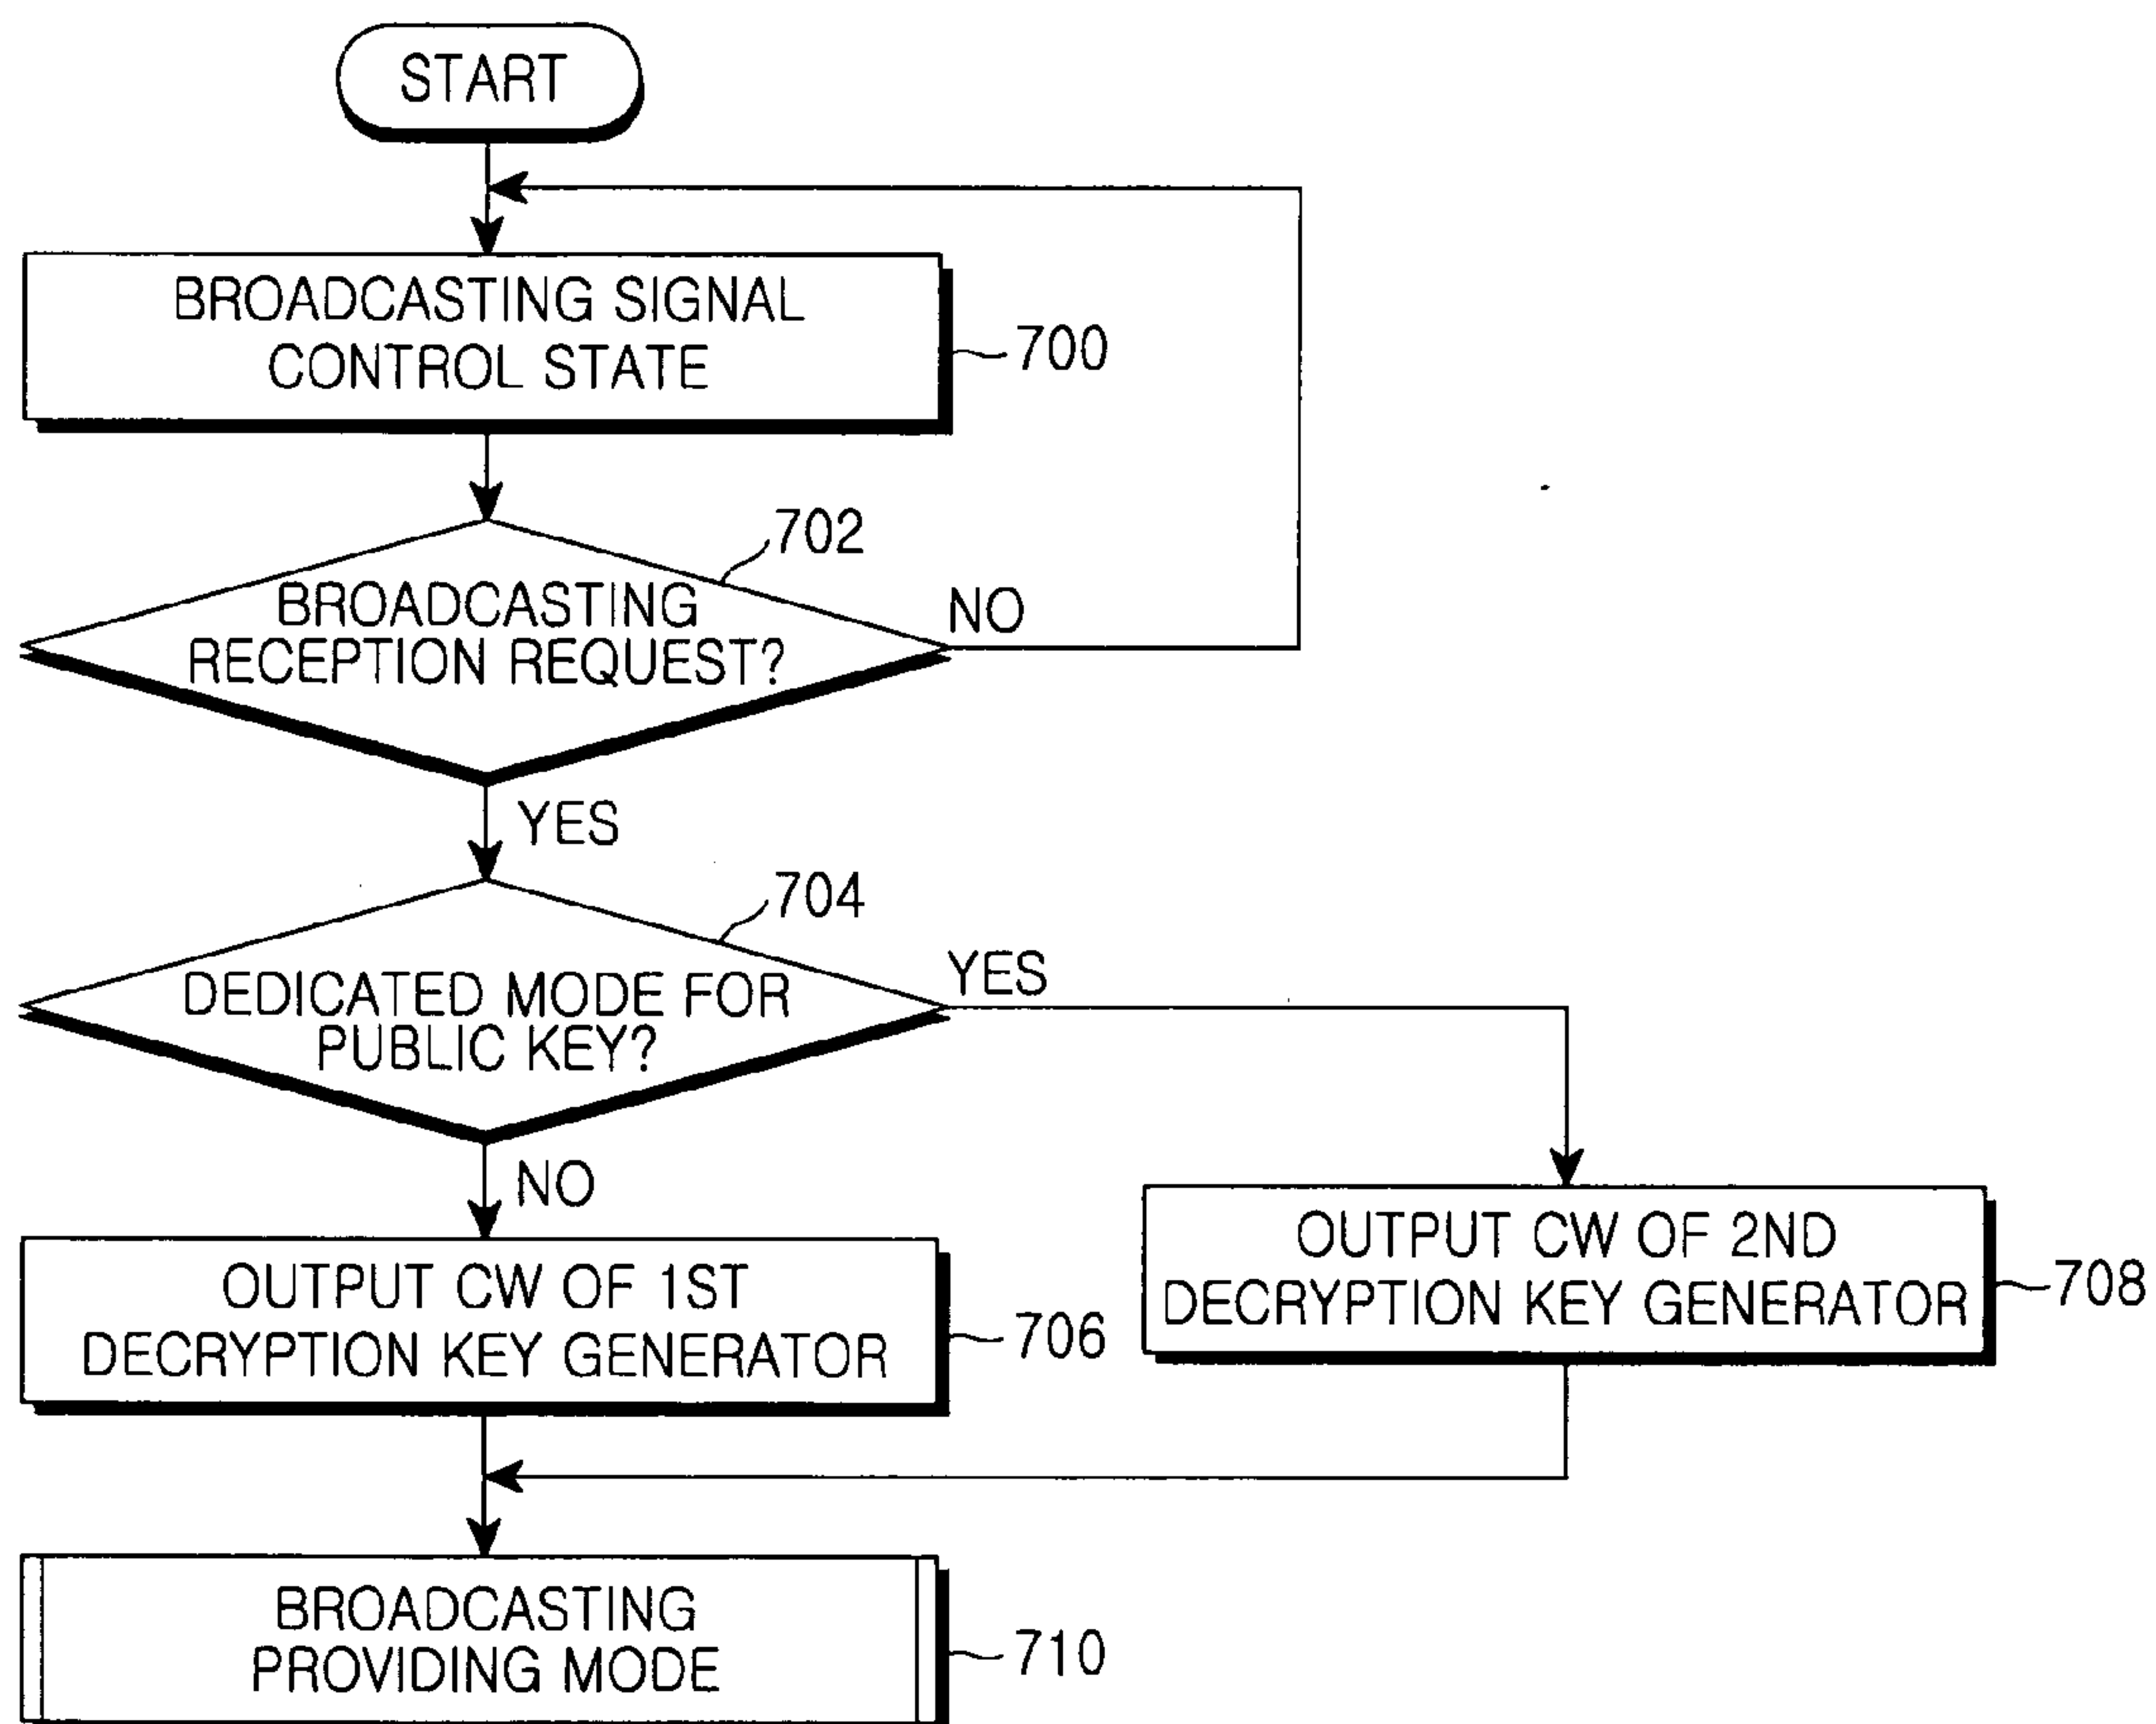 START
BROADCASTING SIGNAL
CONTROL STATE
700
702
BROADCASTING
RECEPTION REQUEST?
NO
YES
704
DEDICATED MODE FOR
PUBLIC KEY?
YES
NO
OUTPUT CW OF 1ST
DECRYPTION KEY GENERATOR
706
OUTPUT CW OF 2ND
DECRYPTION KEY GENERATOR
708
BROADCASTING
PROVIDING MODE
710